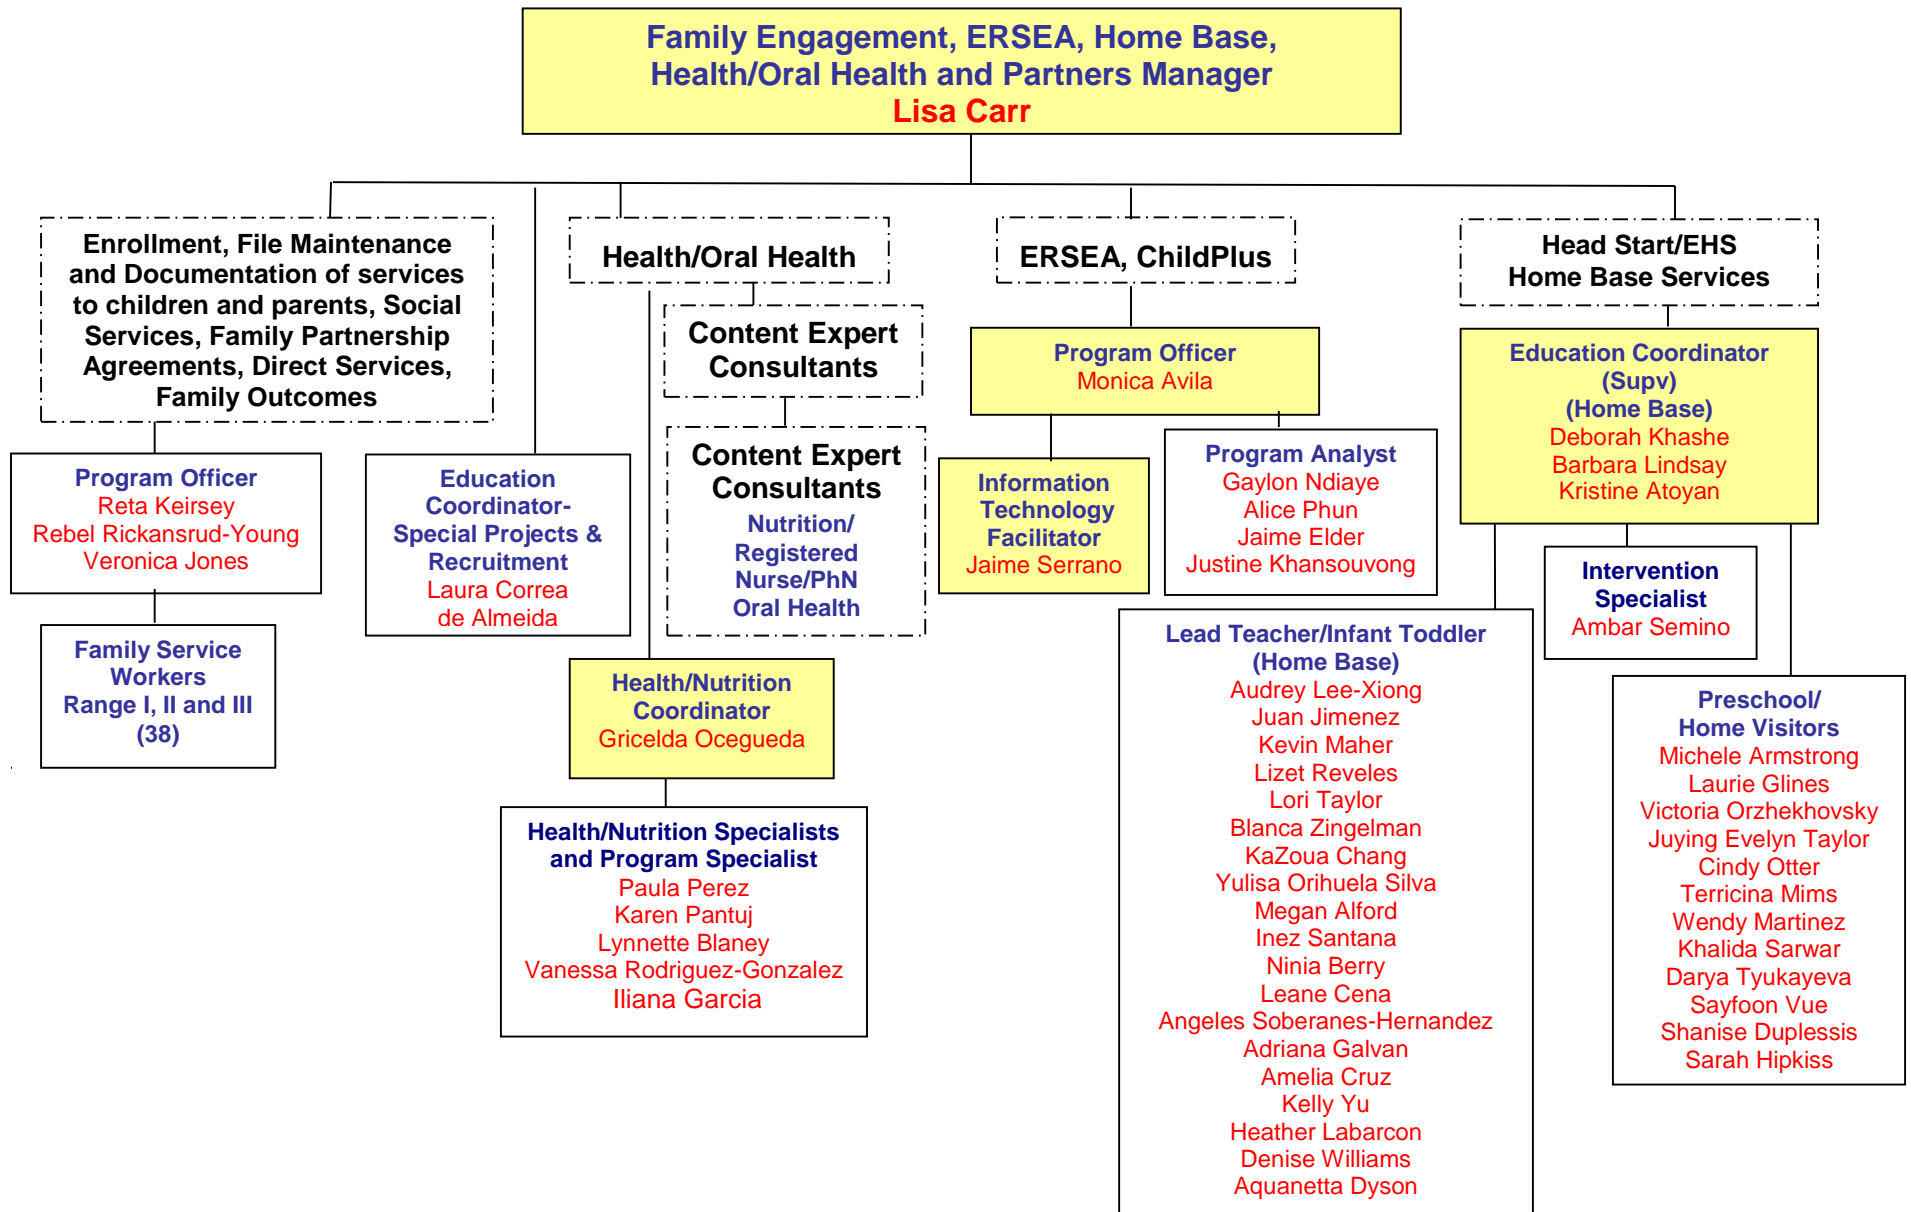 Family Engagement, ERSEA, Home Base,
Health/Oral Health and Partners Manager
Lisa Carr
Enrollment, File Maintenance
and Documentation of services
to children and parents, Social
Services, Family Partnership
Agreements, Direct Services,
Family Outcomes
Program Officer
Reta Keirsey
Rebel Rickansrud-Young
Veronica Jones
Family Service
Workers
Range I, II and III
(38)
Education
Coordinator-
Special Projects &
Recruitment
Laura Correa
de Almeida
Health/Oral Health
Content Expert
Consultants
Content Expert
Consultants
Nutrition/
Registered
Nurse/PhN
Oral Health
Health/Nutrition
Coordinator
Gricelda Ocegueda
Health/Nutrition Specialists
and Program Specialist
Paula Perez
Karen Pantuj
Lynnette Blaney
Vanessa Rodriguez-Gonzalez
Iliana Garcia
ERSEA, ChildPlus
Program Officer
Monica Avila
Information
Technology
Facilitator
Jaime Serrano
Program Analyst
Gaylon Ndiaye
Alice Phun
Jaime Elder
Justine Khansouvong
Head Start/EHS
Home Base Services
Education Coordinator
(Supv)
(Home Base)
Deborah Khashe
Barbara Lindsay
Kristine Atoyan
Lead Teacher/Infant Toddler
(Home Base)
Audrey Lee-Xiong
Juan Jimenez
Kevin Maher
Lizet Reveles
Lori Taylor
Blanca Zingelman
KaZoua Chang
Yulisa Orihuela Silva
Megan Alford
Inez Santana
Ninia Berry
Leane Cena
Angeles Soberanes-Hernandez
Adriana Galvan
Amelia Cruz
Kelly Yu
Heather Labarcon
Denise Williams
Aquanetta Dyson
Intervention
Specialist
Ambar Semino
Preschool/
Home Visitors
Michele Armstrong
Laurie Glines
Victoria Orzhekhovsky
Juying Evelyn Taylor
Cindy Otter
Terricina Mims
Wendy Martinez
Khalida Sarwar
Darya Tyukayeva
Sayfoon Vue
Shanise Duplessis
Sarah Hipkiss